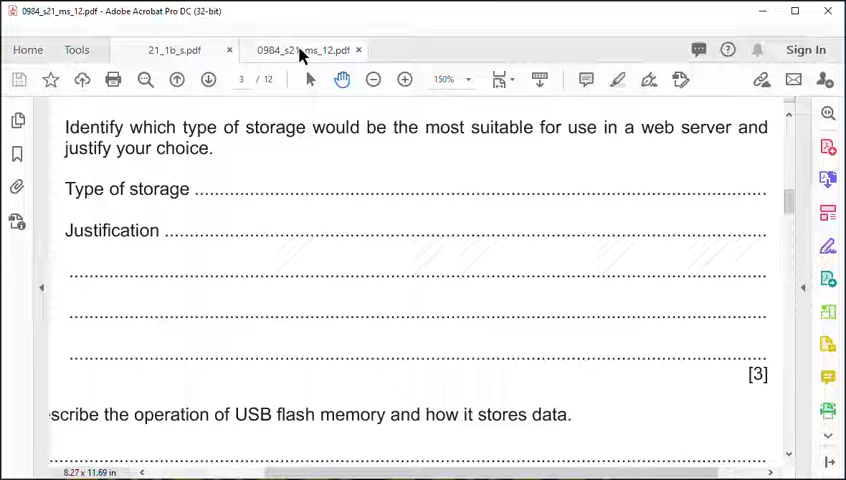 0984_s21_ms_12.pdf - Adobe Acrobat Pro DC (32-bit)
Home Tools 21_1b_s.pdf × 0984_s21_ms_12.pdf × Sign In
3 / 12 150%
Identify which type of storage would be the most suitable for use in a web server and
justify your choice.
Type of storage ................................................................
Justification ................................................................
................................................................
................................................................
................................................................
[3]
scribe the operation of USB flash memory and how it stores data.
................................................................
8.27 x 11.69 in